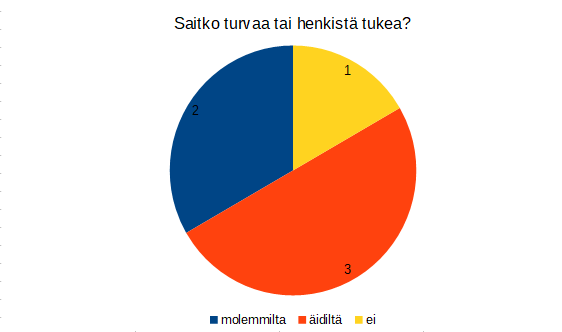 Saitko turvaa tai henkistä tukea?
1
2
3
molemmilta äidiltä ei